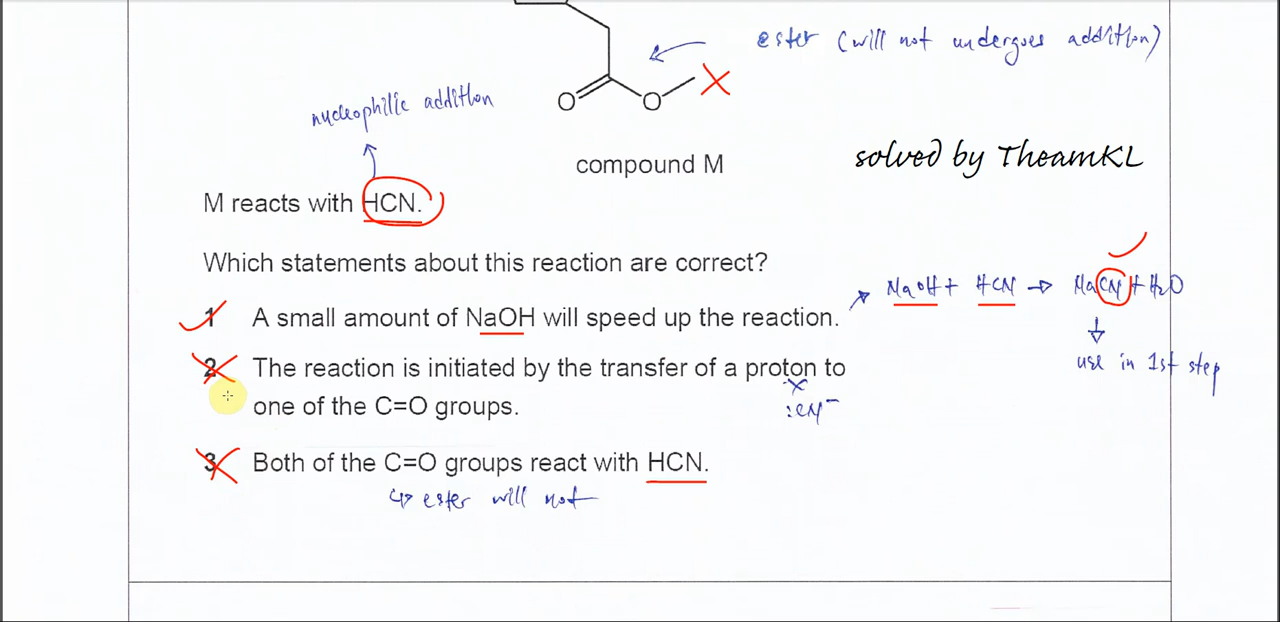 ester (will not undergoes addition)
nucleophilic addition
O
O
compound M
solved by TheamKL
M reacts with HCN.
Which statements about this reaction are correct?
NaOH + HCN → NaCN + H2O
1 A small amount of NaOH will speed up the reaction.
use in 1st step
2 The reaction is initiated by the transfer of a proton to
one of the C=O groups.
:CN⁻
3 Both of the C=O groups react with HCN.
↳ ester will not